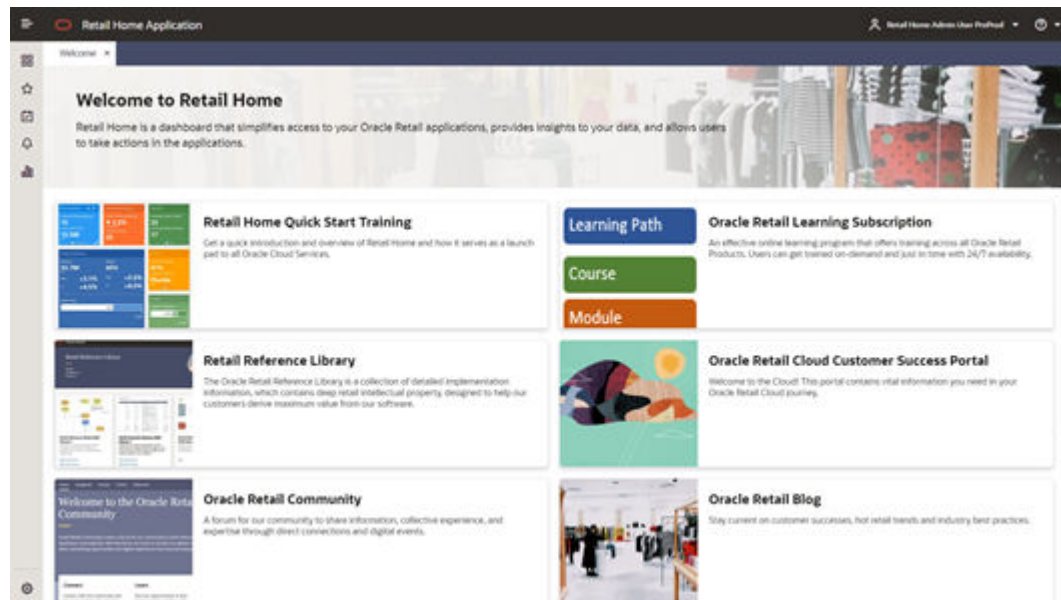 Retail Home Application
Retail Home Admin User PreProd
Welcome ×
Welcome to Retail Home
Retail Home is a dashboard that simplifies access to your Oracle Retail applications, provides insights to your data, and allows users
to take actions in the applications.
Retail Home Quick Start Training
Get a quick introduction and overview of Retail Home and how it serves as a launch
pad to all Oracle Cloud Services.
Learning Path
Course
Module
Oracle Retail Learning Subscription
An effective online learning program that offers training across all Oracle Retail
Products. Users can get trained on-demand and just in time with 24/7 availability.
Retail Reference Library
The Oracle Retail Reference Library is a collection of detailed implementation
information, which contains deep retail intellectual property, designed to help our
customers derive maximum value from our software.
Oracle Retail Cloud Customer Success Portal
Welcome to the Cloud! This portal contains vital information you need in your
Oracle Retail Cloud journey.
Welcome to the Oracle Reta
Community
Oracle Retail Community
A forum for our community to share information, collective experience, and
expertise through direct connections and digital events.
Oracle Retail Blog
Stay current on customer successes, hot retail trends and industry best practices.